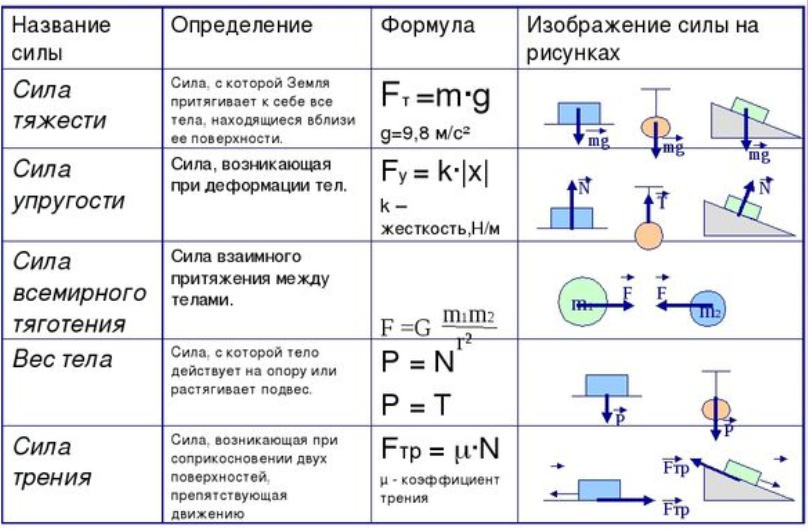 Название силы
Определение
Формула
Изображение силы на рисунках
Сила тяжести
Сила, с которой Земля
притягивает к себе все
тела, находящиеся вблизи
ее поверхности.
Fт =m·g
g=9,8 м/с²
mg
mg
mg
Сила упругости
Сила, возникающая
при деформации тел.
Fу = k·|x|
k –
жесткость,Н/м
N
T
N
Сила
всемирного
тяготения
Сила взаимного
притяжения между
телами.
F =G m₁m₂
r²
m₁
F
F
m₂
Вес тела
Сила, с которой тело
действует на опору или
растягивает подвес.
P = N
P = T
P
P
Сила трения
Сила, возникающая при
соприкосновении двух
поверхностей,
препятствующая
движению
Fтр = μ·N
μ - коэффициент
трения
Fтр
Fтр